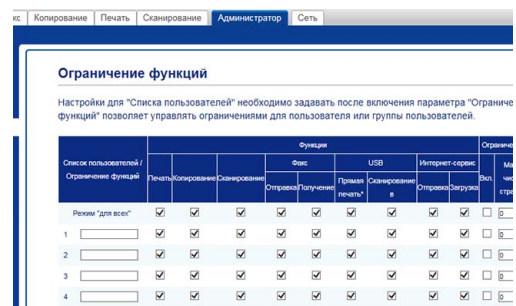 Копирование Печать Сканирование Администратор Сеть
Ограничение функций
Настройки для "Списка пользователей" необходимо задавать после включения параметра "Ограниче
функций" позволяет управлять ограничениями для пользователя или группы пользователей.
Список пользователей /
Ограничение функций
Функции
Печать Копирование Сканирование
Факс
Отправка Получение
USB
Прямая
печать*
Сканирование
в
Интернет-сервис
Отправка Загрузка
Вкл.
Режим "для всех" 0
1 0
2 0
3 0
4 0